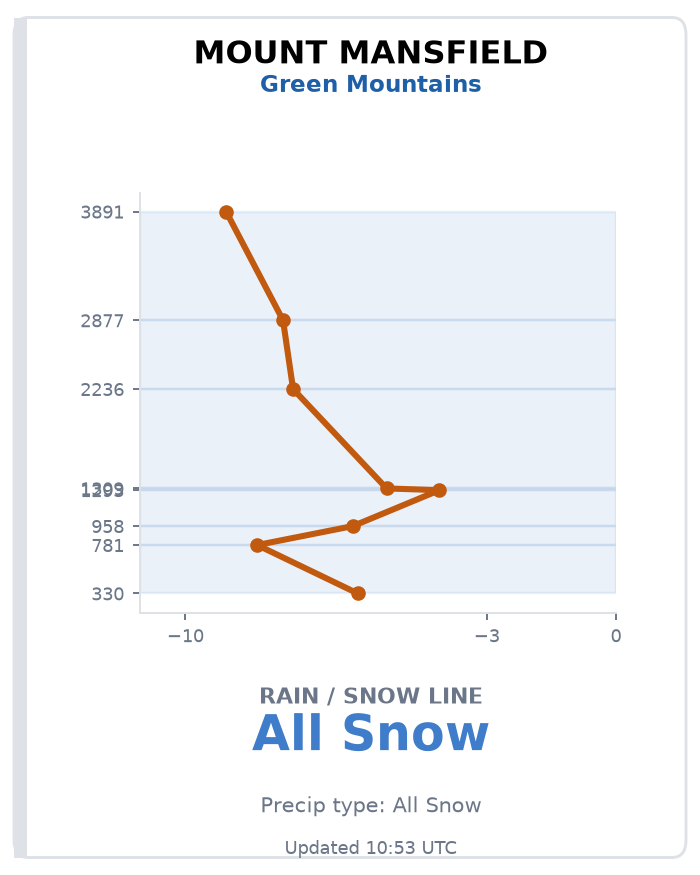 MOUNT MANSFIELD
Green Mountains
3891
2877
2236
958
781
330
−10
−3
0
RAIN / SNOW LINE
All Snow
Precip type: All Snow
Updated 10:53 UTC